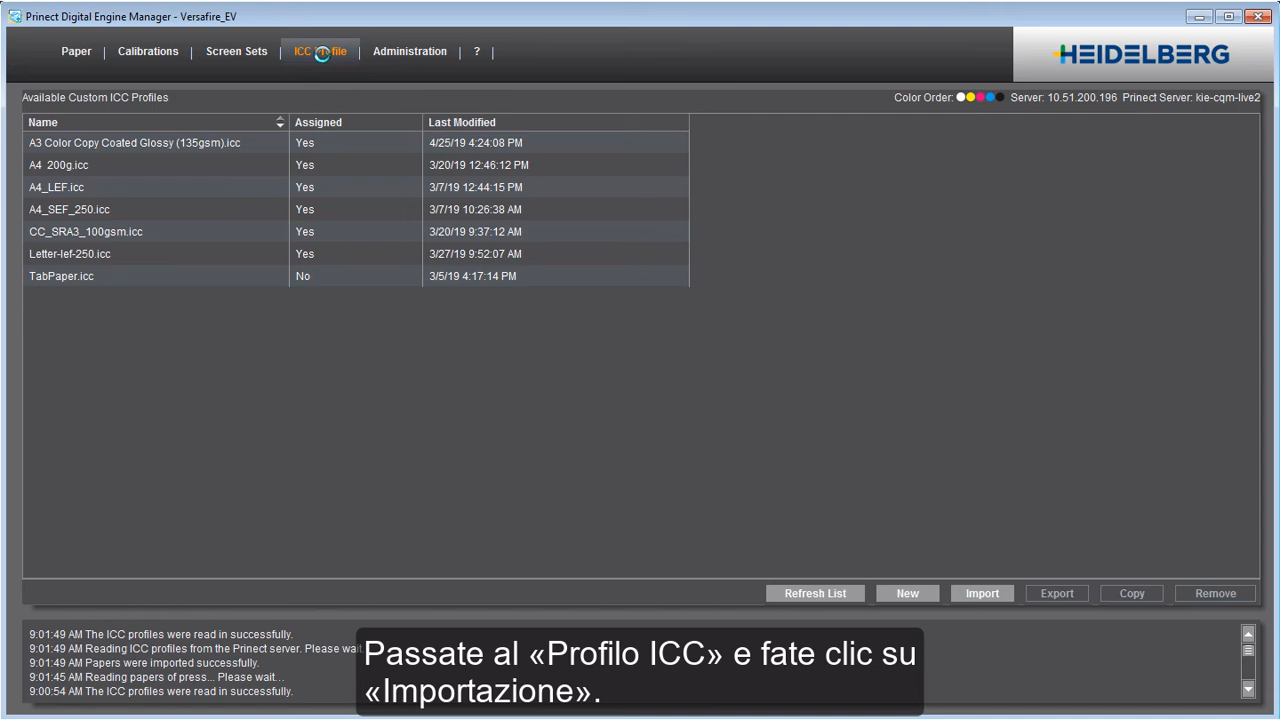 Prinect Digital Engine Manager - Versafire_EV
Paper | Calibrations | Screen Sets | ICC Profile | Administration | ? |
HEIDELBERG
Available Custom ICC Profiles
Color Order: Server: 10.51.200.196 Prinect Server: kie-cqm-live2
Name Assigned Last Modified
A3 Color Copy Coated Glossy (135gsm).icc Yes 4/25/19 4:24:08 PM
A4 200g.icc Yes 3/20/19 12:46:12 PM
A4_LEF.icc Yes 3/7/19 12:44:15 PM
A4_SEF_250.icc Yes 3/7/19 10:26:38 AM
CC_SRA3_100gsm.icc Yes 3/20/19 9:37:12 AM
Letter-lef-250.icc Yes 3/27/19 9:52:07 AM
TabPaper.icc No 3/5/19 4:17:14 PM
Refresh List New Import Export Copy Remove
9:01:49 AM The ICC profiles were read in successfully.
9:01:49 AM Reading ICC profiles from the Prinect server. Please wait
9:01:49 AM Papers were imported successfully.
9:01:45 AM Reading papers of press... Please wait...
9:00:54 AM The ICC profiles were read in successfully.
Passate al «Profilo ICC» e fate clic su
«Importazione».